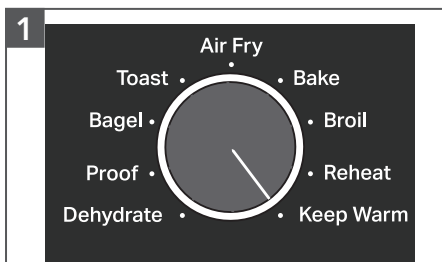 1
Air Fry
Toast
Bake
Bagel
Broil
Proof
Reheat
Dehydrate
Keep Warm